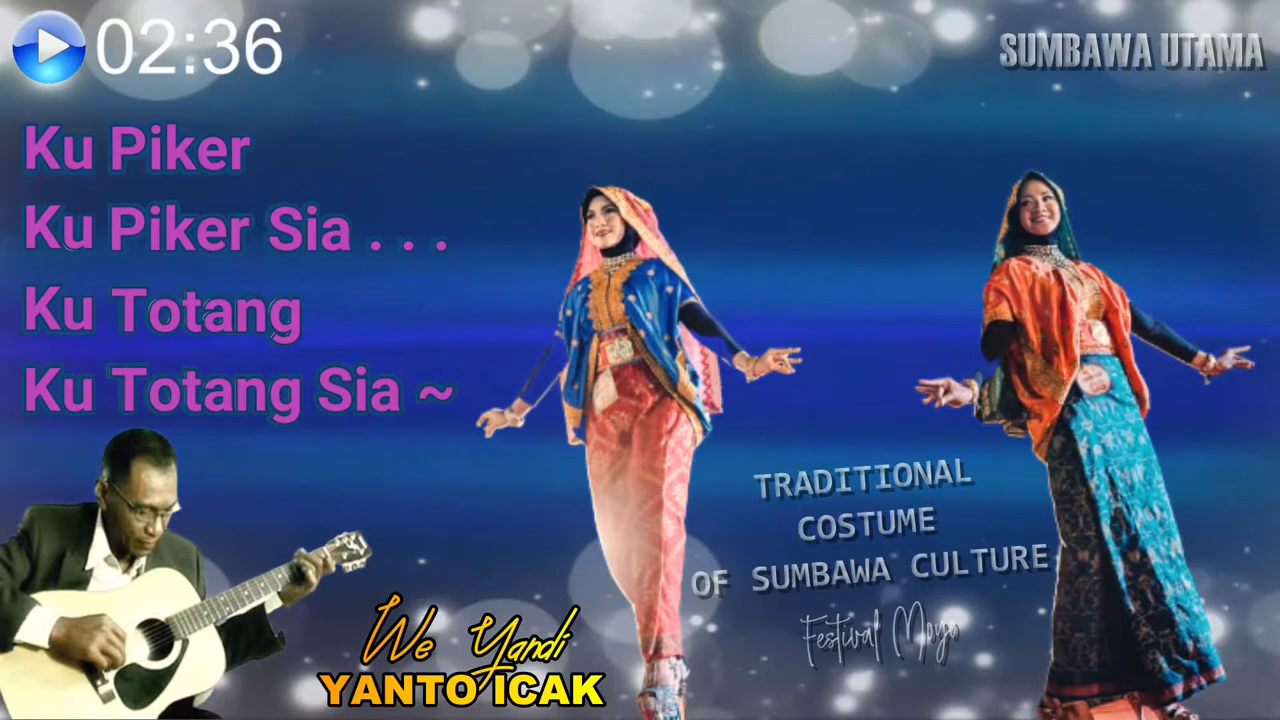 02:36
SUMBAWA UTAMA
Ku Piker
Ku Piker Sia . . .
Ku Totang
Ku Totang Sia ~
TRADITIONAL
COSTUME
OF SUMBAWA CULTURE
Festival Moyo
We Yandi
YANTO ICAK